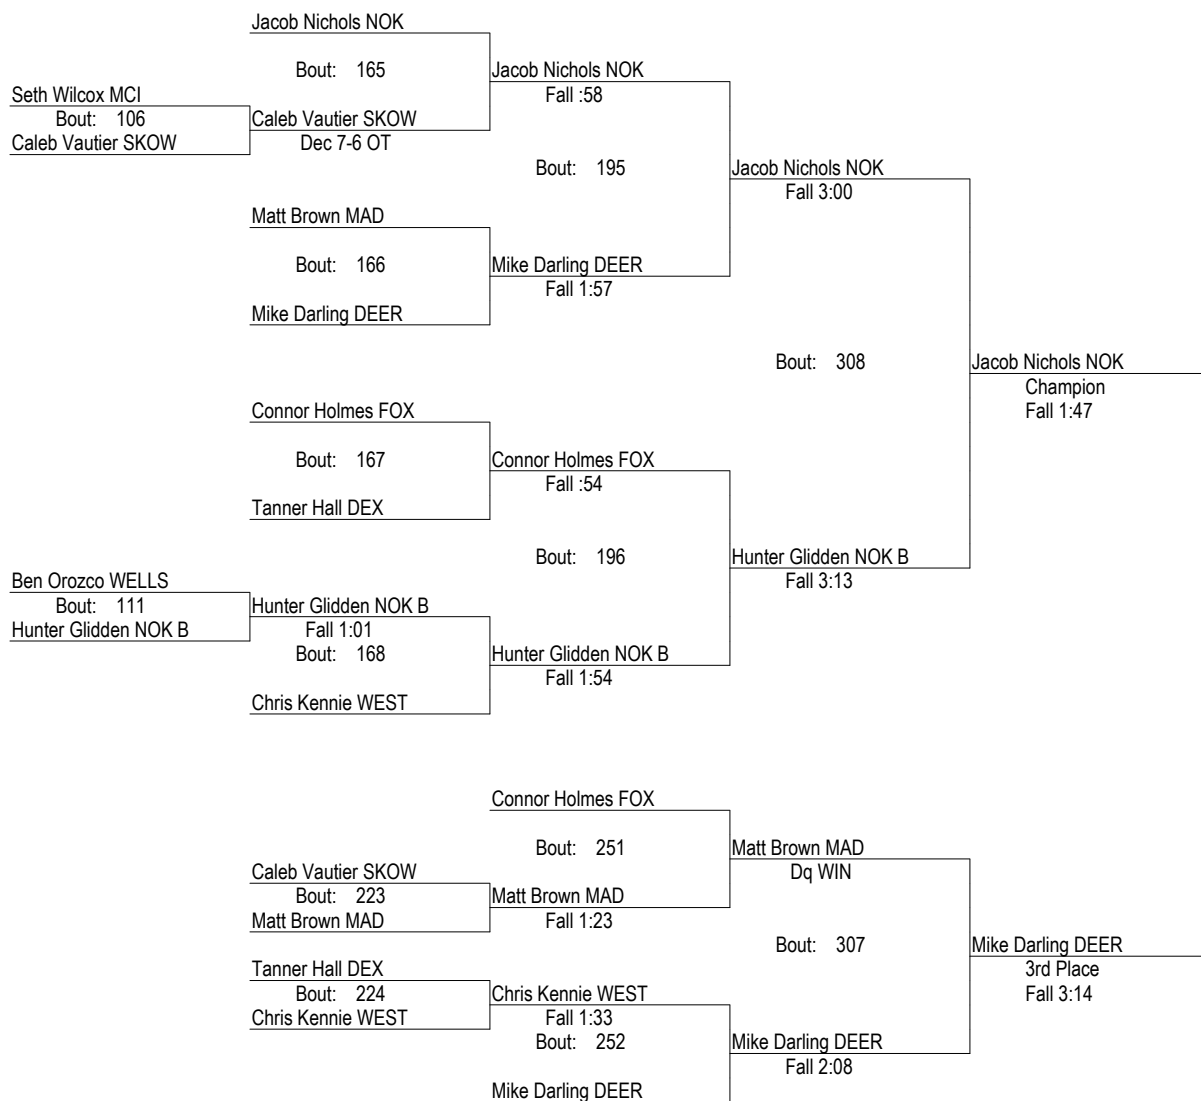 Jacob Nichols NOK
Bout: 165
Jacob Nichols NOK
Seth Wilcox MCI
Fall :58
Bout: 106
Caleb Vautier SKOW
Caleb Vautier SKOW
Dec 7-6 OT
Bout: 195
Jacob Nichols NOK
Fall 3:00
Matt Brown MAD
Bout: 166
Mike Darling DEER
Fall 1:57
Mike Darling DEER
Bout: 308
Jacob Nichols NOK
Champion
Fall 1:47
Connor Holmes FOX
Bout: 167
Connor Holmes FOX
Fall :54
Tanner Hall DEX
Bout: 196
Hunter Glidden NOK B
Fall 3:13
Ben Orozco WELLS
Bout: 111
Hunter Glidden NOK B
Hunter Glidden NOK B
Fall 1:01
Bout: 168
Hunter Glidden NOK B
Fall 1:54
Chris Kennie WEST
Connor Holmes FOX
Bout: 251
Matt Brown MAD
Dq WIN
Caleb Vautier SKOW
Bout: 223
Matt Brown MAD
Matt Brown MAD
Fall 1:23
Bout: 307
Mike Darling DEER
3rd Place
Fall 3:14
Tanner Hall DEX
Bout: 224
Chris Kennie WEST
Chris Kennie WEST
Fall 1:33
Bout: 252
Mike Darling DEER
Fall 2:08
Mike Darling DEER